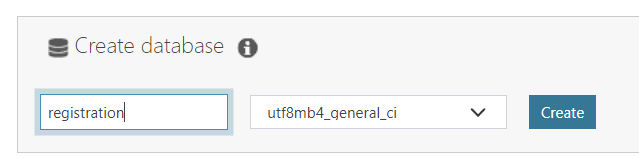 Create database
registration utf8mb4_general_ci Create